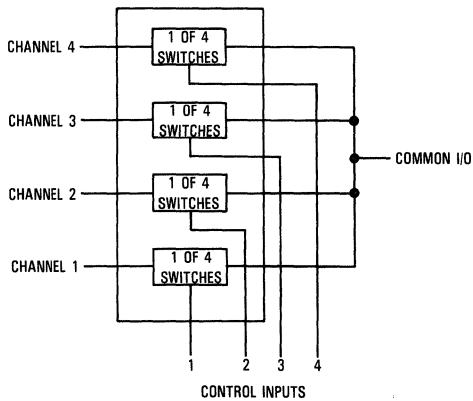 CHANNEL 4
1 OF 4
SWITCHES
CHANNEL 3
1 OF 4
SWITCHES
COMMON I/O
CHANNEL 2
1 OF 4
SWITCHES
CHANNEL 1
1 OF 4
SWITCHES
1 2 3 4
CONTROL INPUTS